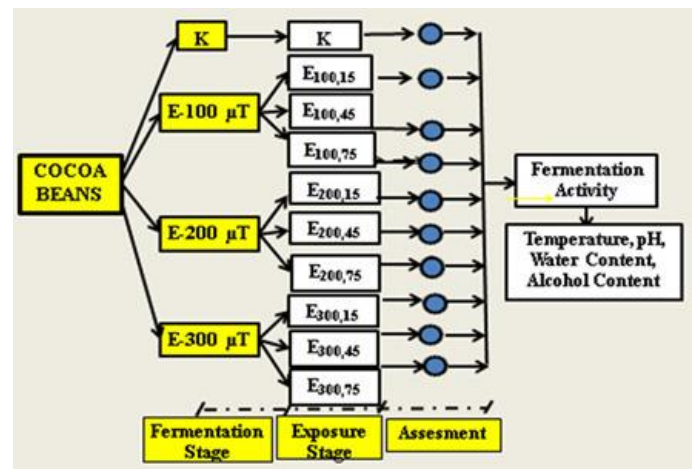 K
K
E100,15
E-100 µT
E100,45
E100,75
COCOA
BEANS
E200,15
E-200 µT
E200,45
E200,75
E300,15
E-300 µT
E300,45
E300,75
Fermentation
Activity
Temperature, pH,
Water Content,
Alcohol Content
Fermentation
Stage
Exposure
Stage
Assesment